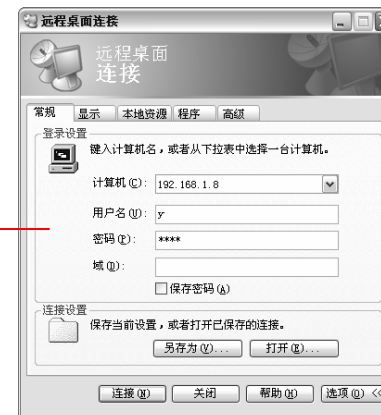 远程桌面连接
远程桌面
连接
常规 显示 本地资源 程序 高级
登录设置
键入计算机名，或者从下拉表中选择一台计算机。
计算机(C): 192.168.1.8
用户名(U): y
密码(P): ****
域(D):
保存密码(A)
连接设置
保存当前设置，或者打开已保存的连接。
另存为(V)... 打开(E)...
连接(N) 关闭 帮助(H) 选项(O) <